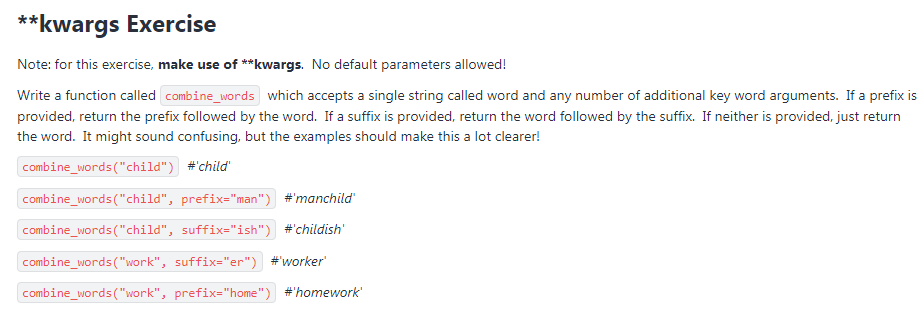 **kwargs Exercise
Note: for this exercise, make use of **kwargs.  No default parameters allowed!
Write a function called combine_words which accepts a single string called word and any number of additional key word arguments.  If a prefix is
provided, return the prefix followed by the word.  If a suffix is provided, return the word followed by the suffix.  If neither is provided, just return
the word.  It might sound confusing, but the examples should make this a lot clearer!
combine_words("child") #'child'
combine_words("child", prefix="man") #'manchild'
combine_words("child", suffix="ish") #'childish'
combine_words("work", suffix="er") #'worker'
combine_words("work", prefix="home") #'homework'